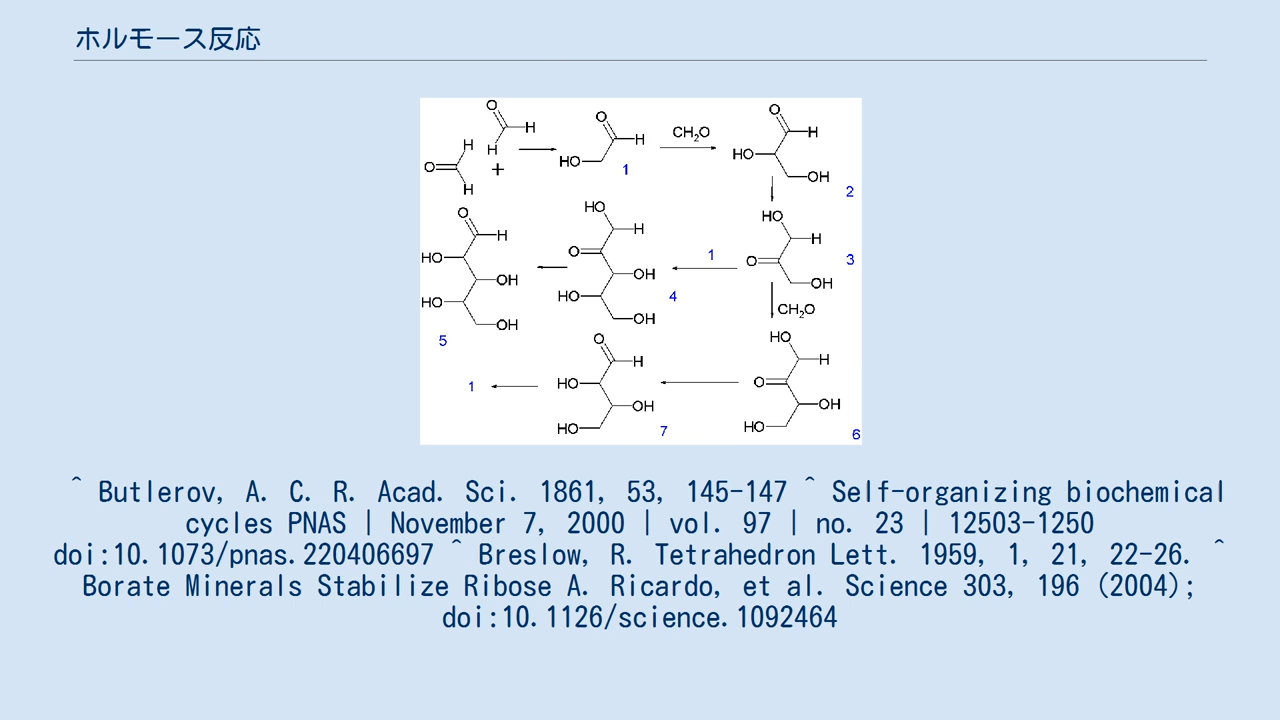 ホルモース反応
O
H
H
O
H
H
+
O
H
HO
1
CH2O
O
H
HO
OH
2
HO
H
O
OH
3
1
HO
H
O
OH
HO
OH
4
O
H
HO
OH
HO
OH
5
CH2O
HO
H
O
OH
HO
6
O
H
HO
OH
HO
7
1
^ Butlerov, A. C. R. Acad. Sci. 1861, 53, 145-147 ^ Self-organizing biochemical
cycles PNAS | November 7, 2000 | vol. 97 | no. 23 | 12503-1250
doi:10.1073/pnas.220406697 ^ Breslow, R. Tetrahedron Lett. 1959, 1, 21, 22-26. ^
Borate Minerals Stabilize Ribose A. Ricardo, et al. Science 303, 196 (2004);
doi:10.1126/science.1092464